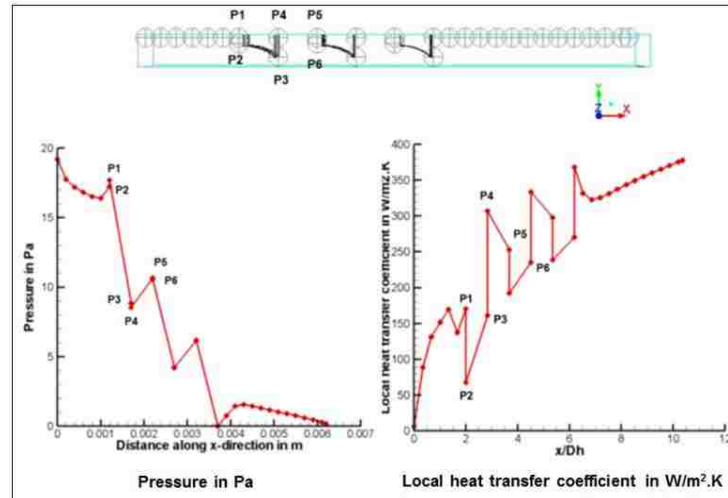 P1 P4 P5
P2 P6
P3
Y
Z X
20
15
10
5
0
Pressure in Pa
P1
P2
P5
P6
P3
P4
0 0.001 0.002 0.003 0.004 0.005 0.006 0.007
Distance along x-direction in m
Pressure in Pa
400
350
300
250
200
150
100
50
0
Local heat transfer coefficient in W/m2.K
P4
P5
P6
P1
P3
P2
0 2 4 6 8 10 12
x/Dh
Local heat transfer coefficient in W/m².K